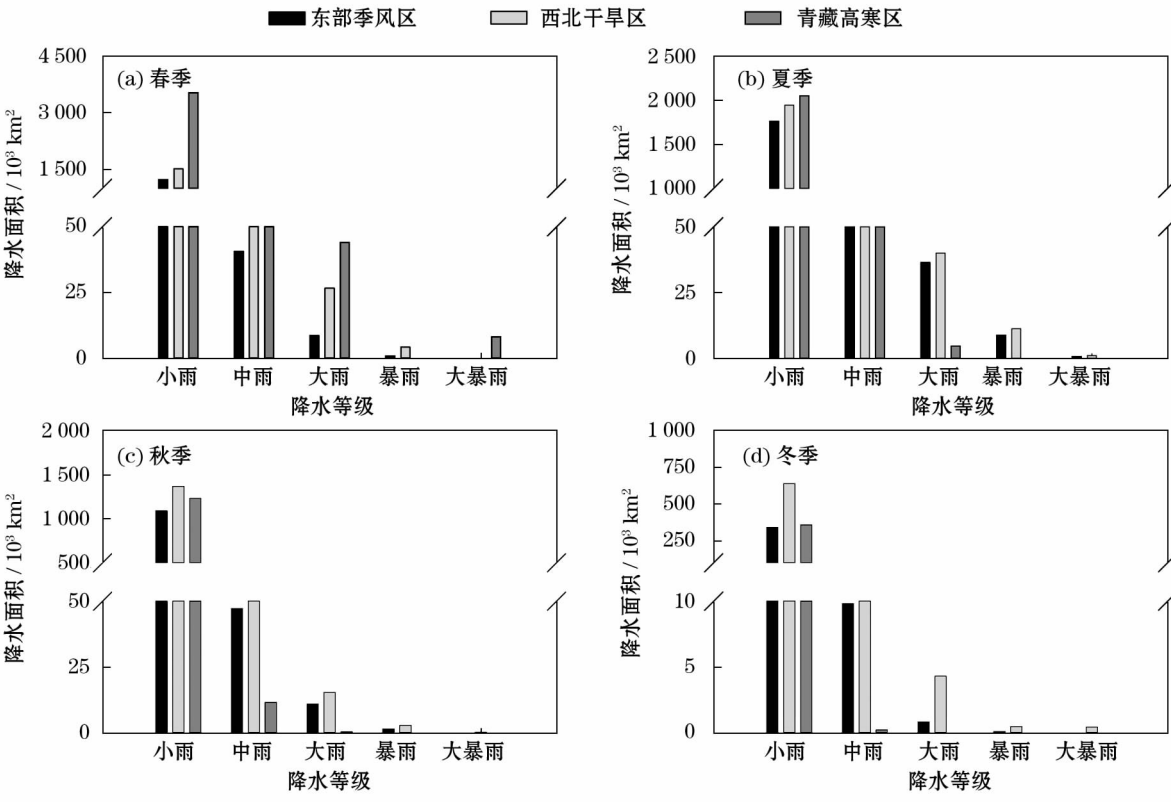 东部季风区 西北干旱区 青藏高寒区
(a) 春季
降水面积 / 10³ km²
4 500
3 000
1 500
50
25
0
小雨 中雨 大雨 暴雨 大暴雨
降水等级
(b) 夏季
降水面积 / 10³ km²
2 500
2 000
1 500
1 000
50
25
0
小雨 中雨 大雨 暴雨 大暴雨
降水等级
(c) 秋季
降水面积 / 10³ km²
2 000
1 500
1 000
500
50
25
0
小雨 中雨 大雨 暴雨 大暴雨
降水等级
(d) 冬季
降水面积 / 10³ km²
1 000
750
500
250
10
5
0
小雨 中雨 大雨 暴雨 大暴雨
降水等级